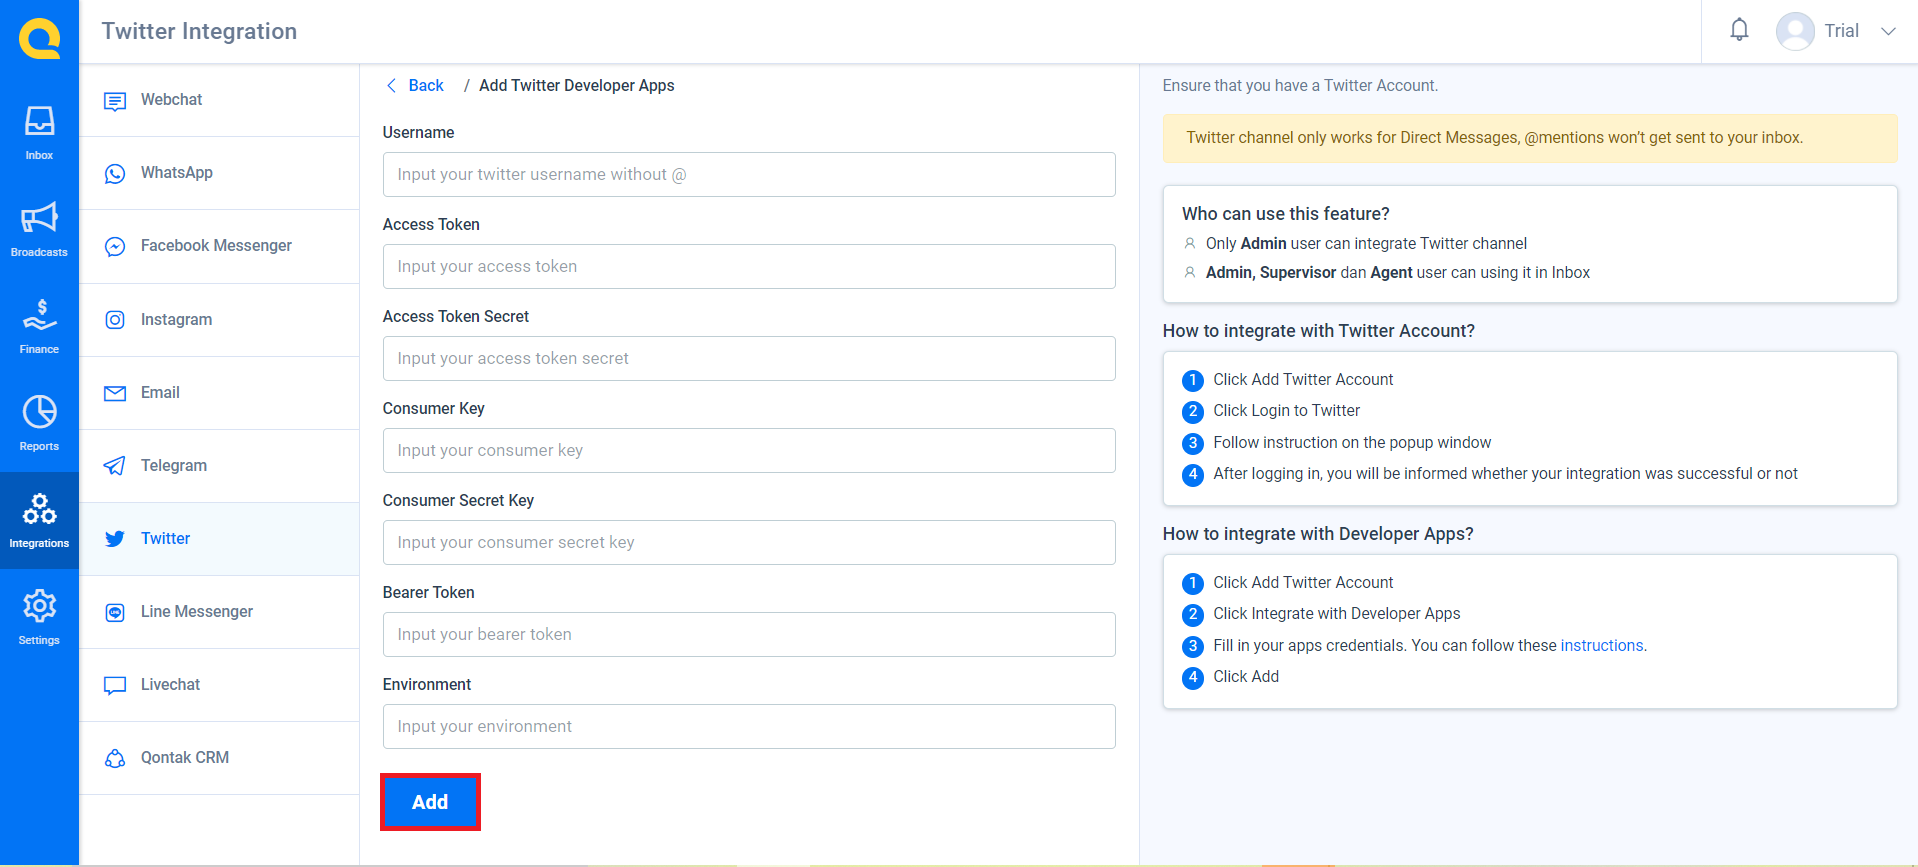 Twitter Integration
Trial
Inbox
Broadcasts
Finance
Reports
Integrations
Settings
Webchat
WhatsApp
Facebook Messenger
Instagram
Email
Telegram
Twitter
Line Messenger
Livechat
Qontak CRM
Back / Add Twitter Developer Apps
Username
Input your twitter username without @
Access Token
Input your access token
Access Token Secret
Input your access token secret
Consumer Key
Input your consumer key
Consumer Secret Key
Input your consumer secret key
Bearer Token
Input your bearer token
Environment
Input your environment
Add
Ensure that you have a Twitter Account.
Twitter channel only works for Direct Messages, @mentions won't get sent to your inbox.
Who can use this feature?
Only Admin user can integrate Twitter channel
Admin, Supervisor dan Agent user can using it in Inbox
How to integrate with Twitter Account?
1 Click Add Twitter Account
2 Click Login to Twitter
3 Follow instruction on the popup window
4 After logging in, you will be informed whether your integration was successful or not
How to integrate with Developer Apps?
1 Click Add Twitter Account
2 Click Integrate with Developer Apps
3 Fill in your apps credentials. You can follow these instructions.
4 Click Add